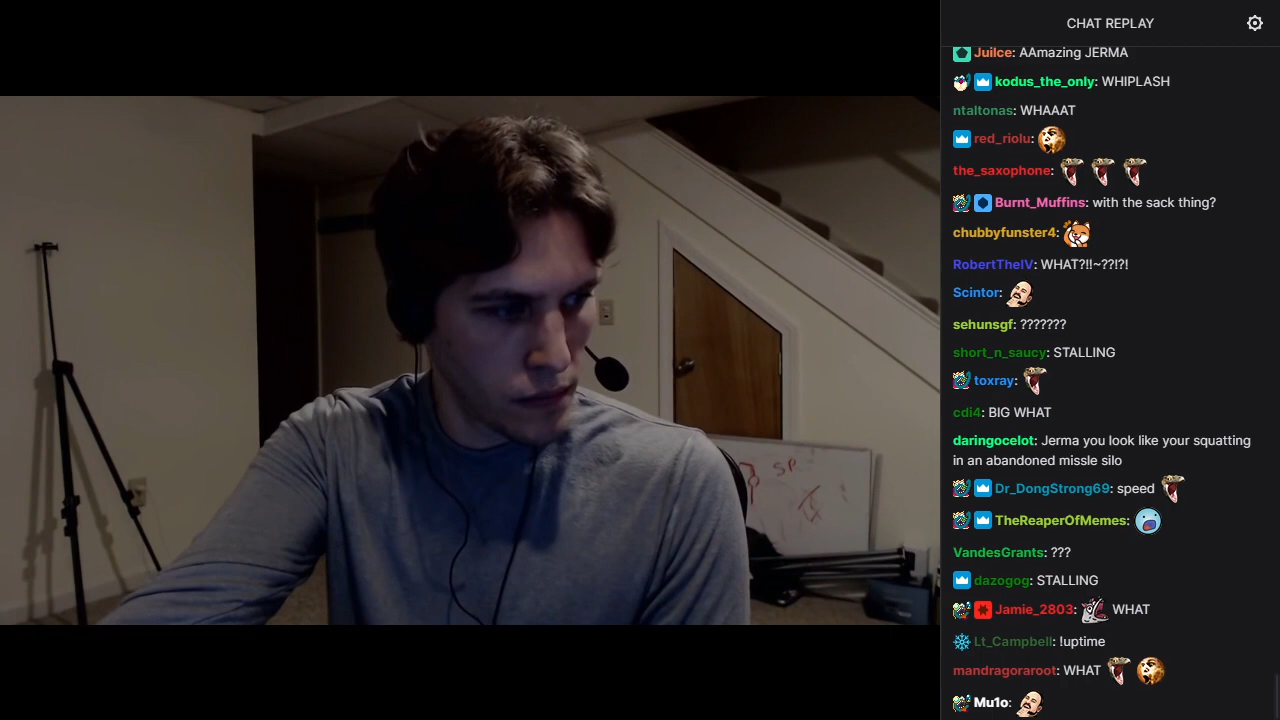 CHAT REPLAY
Juilce: AAmazing JERMA
kodus_the_only: WHIPLASH
ntaltonas: WHAAAT
red_riolu:
the_saxophone:
Burnt_Muffins: with the sack thing?
chubbyfunster4:
RobertTheIV: WHAT?!!~??!?!
Scintor:
sehunsgf: ???????
short_n_saucy: STALLING
toxray:
cdi4: BIG WHAT
daringocelot: Jerma you look like your squatting
in an abandoned missle silo
Dr_DongStrong69: speed
TheReaperOfMemes:
VandesGrants: ???
dazogog: STALLING
Jamie_2803: WHAT
Lt_Campbell: !uptime
mandragoraroot: WHAT
Mu1o:
SP